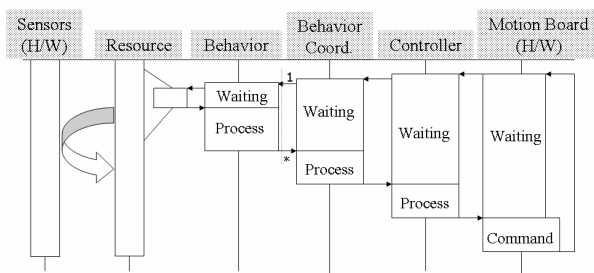 Sensors
(H/W)
Resource
Behavior
Behavior
Coord.
Controller
Motion Board
(H/W)
1
Waiting
Process
*
Waiting
Process
Waiting
Process
Waiting
Command